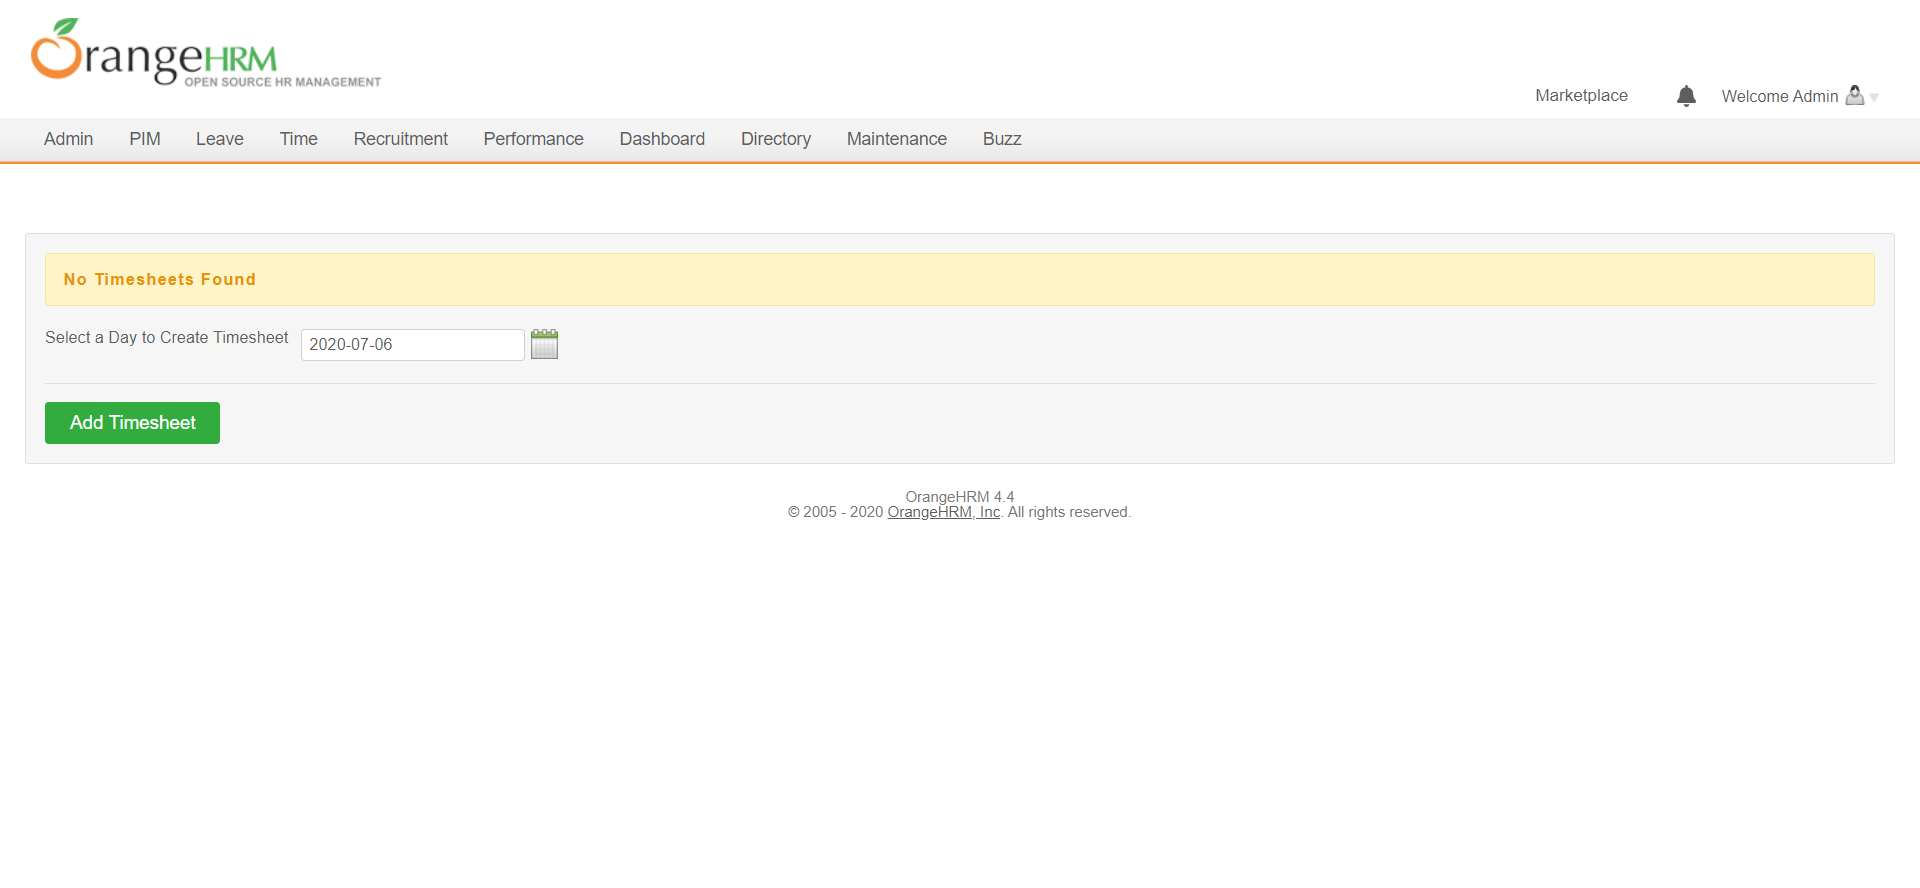 OrangeHRM
OPEN SOURCE HR MANAGEMENT
Marketplace Welcome Admin
Admin PIM Leave Time Recruitment Performance Dashboard Directory Maintenance Buzz
No Timesheets Found
Select a Day to Create Timesheet 2020-07-06
Add Timesheet
OrangeHRM 4.4
© 2005 - 2020 OrangeHRM, Inc. All rights reserved.